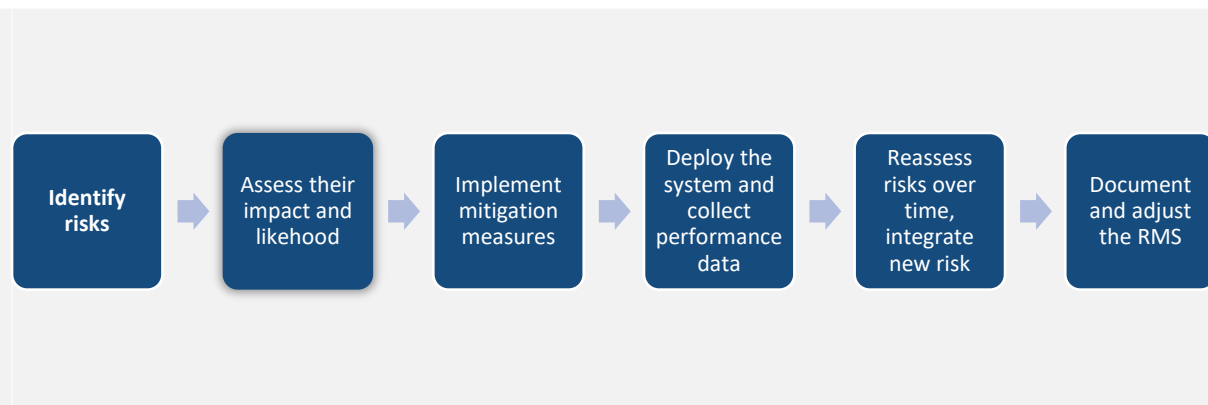 Identify
risks
Assess their
impact and
likehood
Implement
mitigation
measures
Deploy the
system and
collect
performance
data
Reassess
risks over
time,
integrate
new risk
Document
and adjust
the RMS